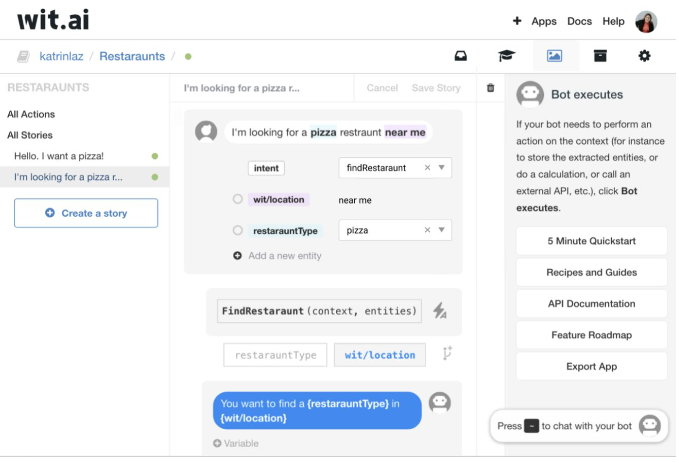 wit.ai
+ Apps Docs Help
katrinlaz / Restaraunts /
RESTARAUNTS
All Actions
All Stories
Hello. I want a pizza!
I'm looking for a pizza r...
Create a story
I'm looking for a pizza r...
Cancel
Save Story
I'm looking for a pizza restraunt near me
intent
findRestaraunt
wit/location
near me
restarauntType
pizza
Add a new entity
FindRestaraunt(context, entities)
restarauntType
wit/location
You want to find a {restarauntType} in
{wit/location}
Variable
Bot executes
If your bot needs to perform an
action on the context (for instance
to store the extracted entities, or
do a calculation, or call an
external API, etc.), click Bot
executes.
5 Minute Quickstart
Recipes and Guides
API Documentation
Feature Roadmap
Export App
Press - to chat with your bot